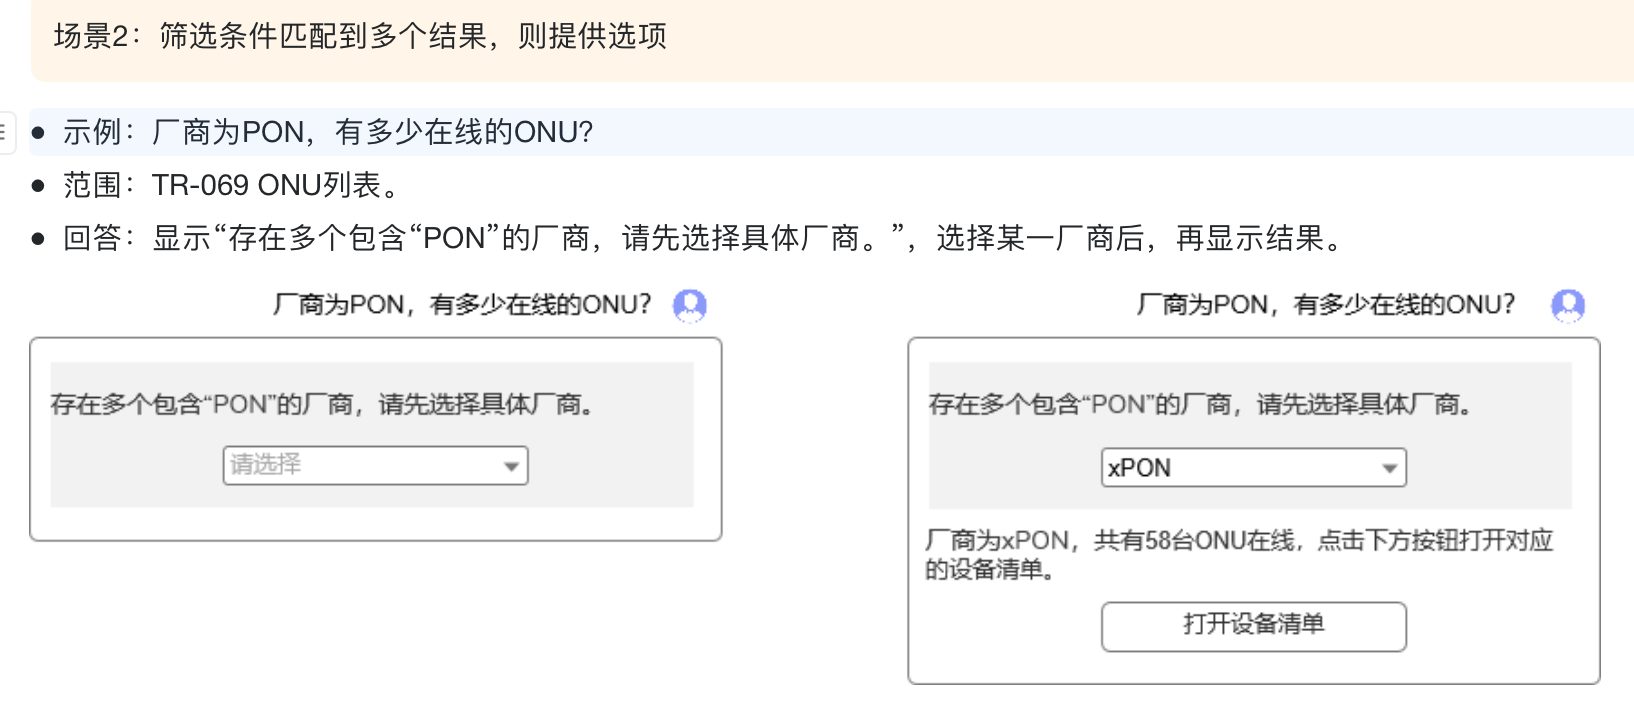 场景2：筛选条件匹配到多个结果，则提供选项
● 示例：厂商为PON，有多少在线的ONU?
● 范围：TR-069 ONU列表。
● 回答：显示“存在多个包含“PON”的厂商，请先选择具体厂商。”，选择某一厂商后，再显示结果。
厂商为PON，有多少在线的ONU？
存在多个包含“PON”的厂商，请先选择具体厂商。
请选择
厂商为PON，有多少在线的ONU？
存在多个包含“PON”的厂商，请先选择具体厂商。
xPON
厂商为xPON，共有58台ONU在线，点击下方按钮打开对应
的设备清单。
打开设备清单